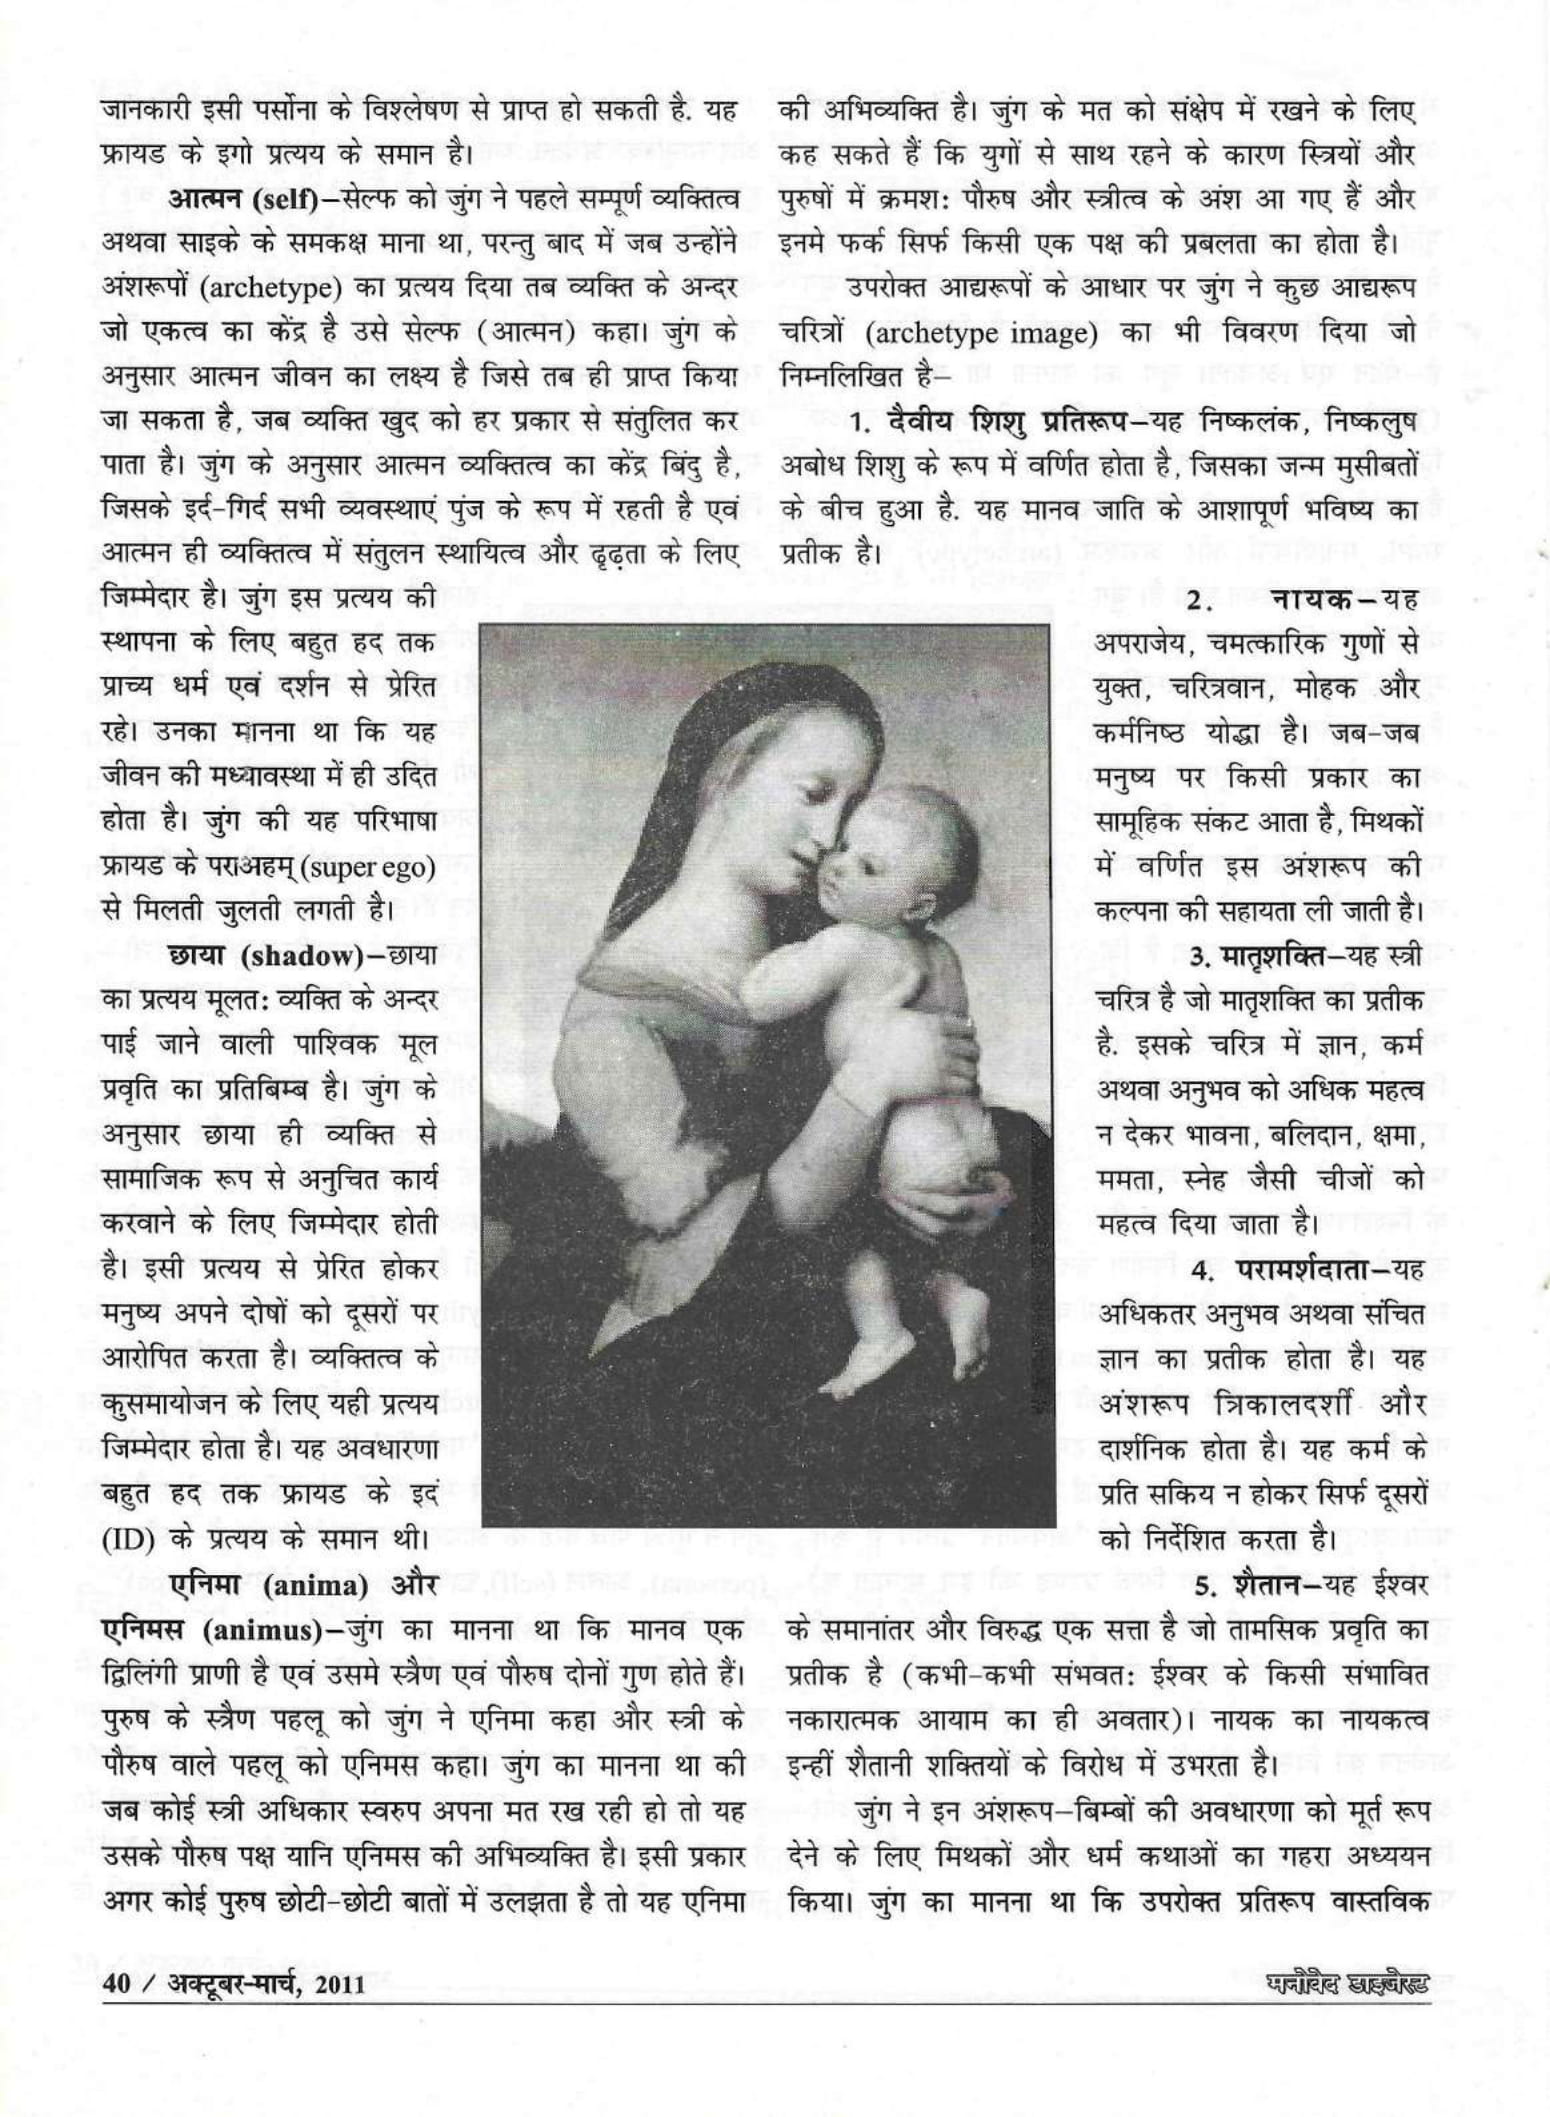 जानकारी इसी पर्सोना के विश्लेषण से प्राप्त हो सकती है. यह
फ्रायड के इगो प्रत्यय के समान है।
आत्मन (self)–सेल्फ को जुंग ने पहले सम्पूर्ण व्यक्तित्व
अथवा साइके के समकक्ष माना था, परन्तु बाद में जब उन्होंने
अंशरूपों (archetype) का प्रत्यय दिया तब व्यक्ति के अन्दर
जो एकत्व का केंद्र है उसे सेल्फ (आत्मन) कहा। जुंग के
अनुसार आत्मन जीवन का लक्ष्य है जिसे तब ही प्राप्त किया
जा सकता है, जब व्यक्ति खुद को हर प्रकार से संतुलित कर
पाता है। जुंग के अनुसार आत्मन व्यक्तित्व का केंद्र बिंदु है,
जिसके इर्द-गिर्द सभी व्यवस्थाएं पुंज के रूप में रहती है एवं
आत्मन ही व्यक्तित्व में संतुलन स्थायित्व और दृढ़ता के लिए
जिम्मेदार है। जुंग इस प्रत्यय की
स्थापना के लिए बहुत हद तक
प्राच्य धर्म एवं दर्शन से प्रेरित
रहे। उनका मानना था कि यह
जीवन की मध्यावस्था में ही उदित
होता है। जुंग की यह परिभाषा
फ्रायड के पराअहम् (super ego)
से मिलती जुलती लगती है।
छाया (shadow)–छाया
का प्रत्यय मूलत: व्यक्ति के अन्दर
पाई जाने वाली पाश्विक मूल
प्रवृति का प्रतिबिम्ब है। जुंग के
अनुसार छाया ही व्यक्ति से
सामाजिक रूप से अनुचित कार्य
करवाने के लिए जिम्मेदार होती
है। इसी प्रत्यय से प्रेरित होकर
मनुष्य अपने दोषों को दूसरों पर
आरोपित करता है। व्यक्तित्व के
कुसमायोजन के लिए यही प्रत्यय
जिम्मेदार होता है। यह अवधारणा
बहुत हद तक फ्रायड के इदं
(ID) के प्रत्यय के समान थी।
एनिमा (anima) और
एनिमस (animus)–जुंग का मानना था कि मानव एक
द्विलिंगी प्राणी है एवं उसमे स्त्रैण एवं पौरुष दोनों गुण होते हैं।
पुरुष के स्त्रैण पहलू को जुंग ने एनिमा कहा और स्त्री के
पौरुष वाले पहलू को एनिमस कहा। जुंग का मानना था की
जब कोई स्त्री अधिकार स्वरुप अपना मत रख रही हो तो यह
उसके पौरुष पक्ष यानि एनिमस की अभिव्यक्ति है। इसी प्रकार
अगर कोई पुरुष छोटी-छोटी बातों में उलझता है तो यह एनिमा
की अभिव्यक्ति है। जुंग के मत को संक्षेप में रखने के लिए
कह सकते हैं कि युगों से साथ रहने के कारण स्त्रियों और
पुरुषों में क्रमश: पौरुष और स्त्रीत्व के अंश आ गए हैं और
इनमे फर्क सिर्फ किसी एक पक्ष की प्रबलता का होता है।
उपरोक्त आद्यरूपों के आधार पर जुंग ने कुछ आद्यरूप
चरित्रों (archetype image) का भी विवरण दिया जो
निम्नलिखित है–
1. दैवीय शिशु प्रतिरूप–यह निष्कलंक, निष्कलुष
अबोध शिशु के रूप में वर्णित होता है, जिसका जन्म मुसीबतों
के बीच हुआ है. यह मानव जाति के आशापूर्ण भविष्य का
प्रतीक है।
2. नायक–यह
अपराजेय, चमत्कारिक गुणों से
युक्त, चरित्रवान, मोहक और
कर्मनिष्ठ योद्धा है। जब-जब
मनुष्य पर किसी प्रकार का
सामूहिक संकट आता है, मिथकों
में वर्णित इस अंशरूप की
कल्पना की सहायता ली जाती है।
3. मातृशक्ति–यह स्त्री
चरित्र है जो मातृशक्ति का प्रतीक
है. इसके चरित्र में ज्ञान, कर्म
अथवा अनुभव को अधिक महत्व
न देकर भावना, बलिदान, क्षमा,
ममता, स्नेह जैसी चीजों को
महत्व दिया जाता है।
4. परामर्शदाता–यह
अधिकतर अनुभव अथवा संचित
ज्ञान का प्रतीक होता है। यह
अंशरूप त्रिकालदर्शी और
दार्शनिक होता है। यह कर्म के
प्रति सकिय न होकर सिर्फ दूसरों
को निर्देशित करता है।
5. शैतान–यह ईश्वर
के समानांतर और विरुद्ध एक सत्ता है जो तामसिक प्रवृति का
प्रतीक है (कभी-कभी संभवत: ईश्वर के किसी संभावित
नकारात्मक आयाम का ही अवतार)। नायक का नायकत्व
इन्हीं शैतानी शक्तियों के विरोध में उभरता है।
जुंग ने इन अंशरूप–बिम्बों की अवधारणा को मूर्त रूप
देने के लिए मिथकों और धर्म कथाओं का गहरा अध्ययन
किया। जुंग का मानना था कि उपरोक्त प्रतिरूप वास्तविक
40 / अक्टूबर-मार्च, 2011
मनोवेद डाइजेस्ट